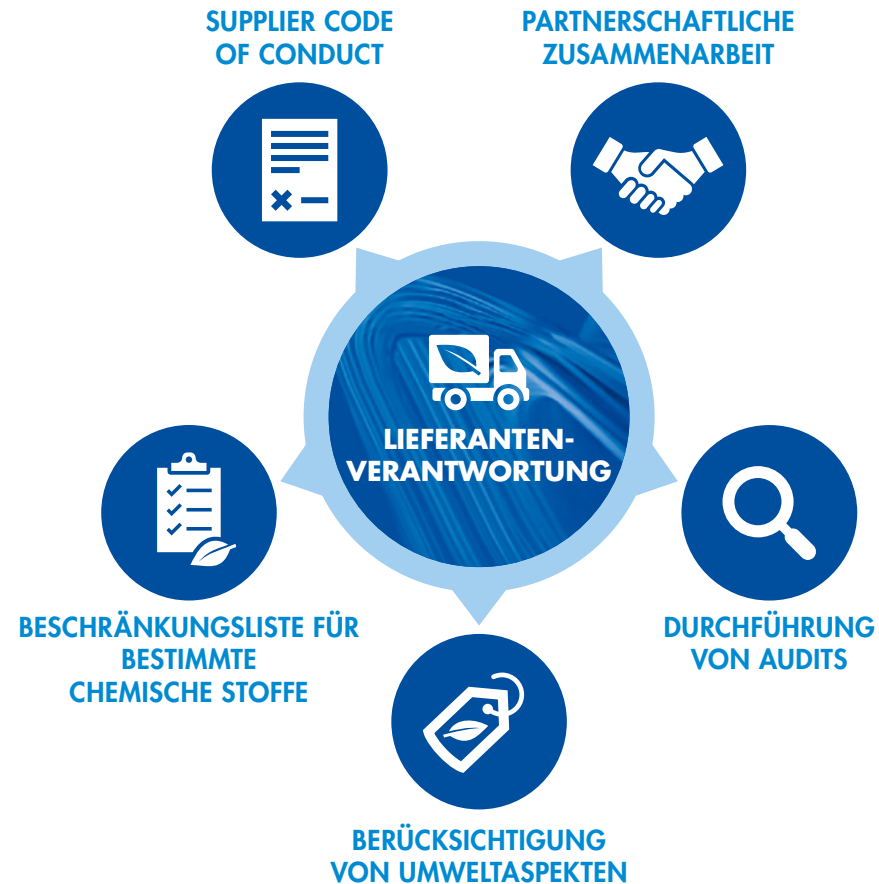 SUPPLIER CODE
OF CONDUCT
PARTNERSCHAFTLICHE
ZUSAMMENARBEIT
LIEFERANTEN-
VERANTWORTUNG
BESCHRÄNKUNGSLISTE FÜR
BESTIMMTE
CHEMISCHE STOFFE
DURCHFÜHRUNG
VON AUDITS
BERÜCKSICHTIGUNG
VON UMWELTASPEKTEN